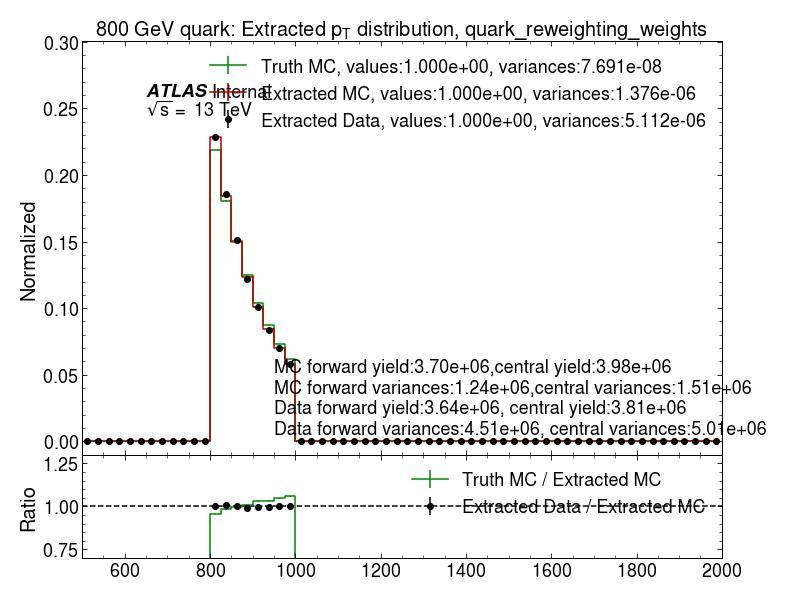 800 GeV quark: Extracted pT distribution, quark_reweighting_weights
0.30
Truth MC, values:1.000e+00, variances:7.691e-08
ATLAS Internal
Extracted MC, values:1.000e+00, variances:1.376e-06
√s = 13 TeV
Extracted Data, values:1.000e+00, variances:5.112e-06
0.25
0.20
0.15
0.10
0.05
0.00
Normalized
MC forward yield:3.70e+06,central yield:3.98e+06
MC forward variances:1.24e+06,central variances:1.51e+06
Data forward yield:3.64e+06, central yield:3.81e+06
Data forward variances:4.51e+06, central variances:5.01e+06
1.25
1.00
0.75
Ratio
Truth MC / Extracted MC
Extracted Data / Extracted MC
600 800 1000 1200 1400 1600 1800 2000